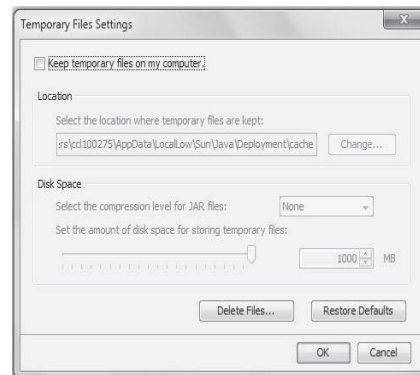 Temporary Files Settings
Keep temporary files on my computer.
Location
Select the location where temporary files are kept:
rs\ccl100275\AppData\LocalLow\Sun\Java\Deployment\cache
Change...
Disk Space
Select the compression level for JAR files:
None
Set the amount of disk space for storing temporary files:
1000
MB
Delete Files...
Restore Defaults
OK
Cancel